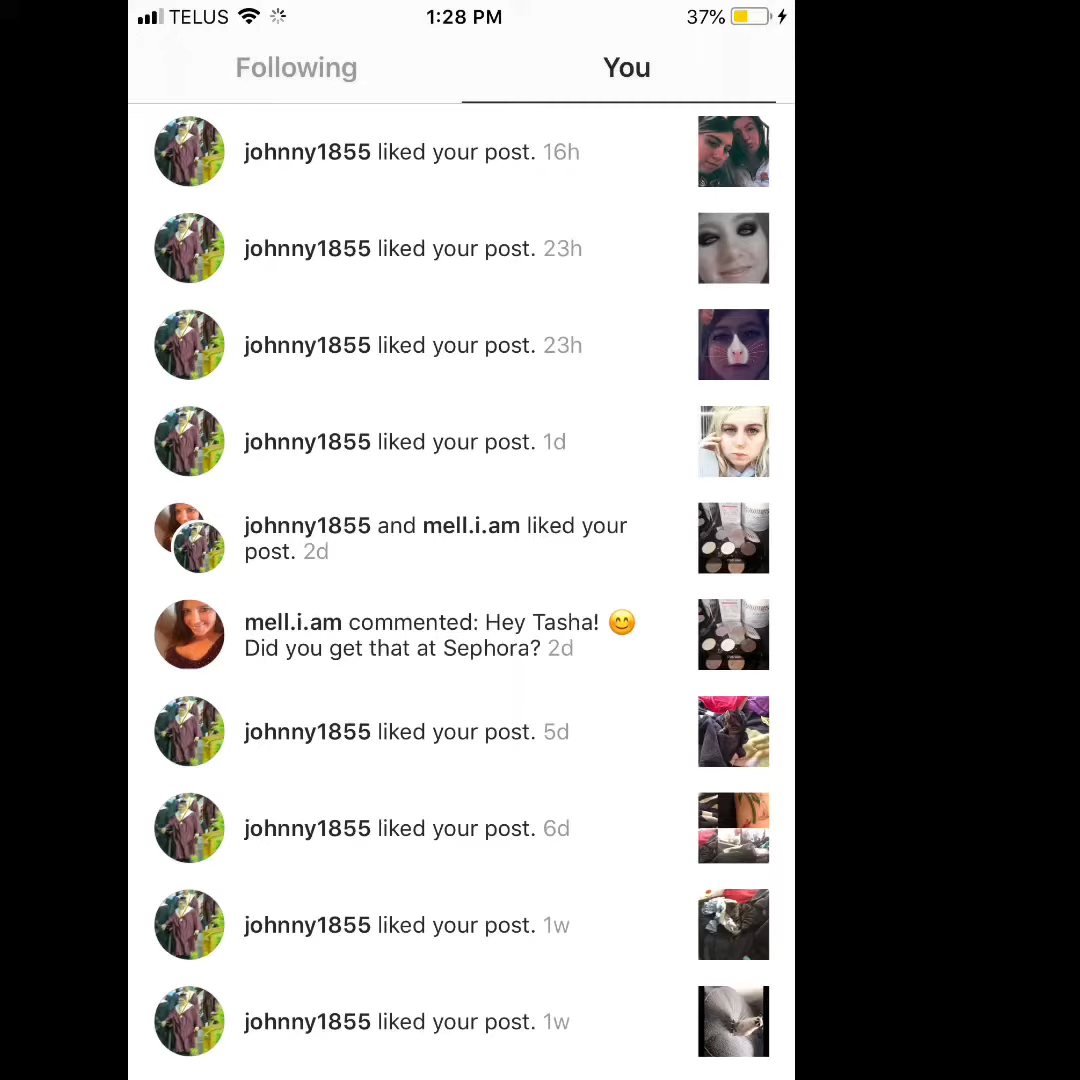 TELUS 1:28 PM 37%
Following You
johnny1855 liked your post. 16h
johnny1855 liked your post. 23h
johnny1855 liked your post. 23h
johnny1855 liked your post. 1d
johnny1855 and mell.i.am liked your
post. 2d
mell.i.am commented: Hey Tasha! 😊
Did you get that at Sephora? 2d
johnny1855 liked your post. 5d
johnny1855 liked your post. 6d
johnny1855 liked your post. 1w
johnny1855 liked your post. 1w